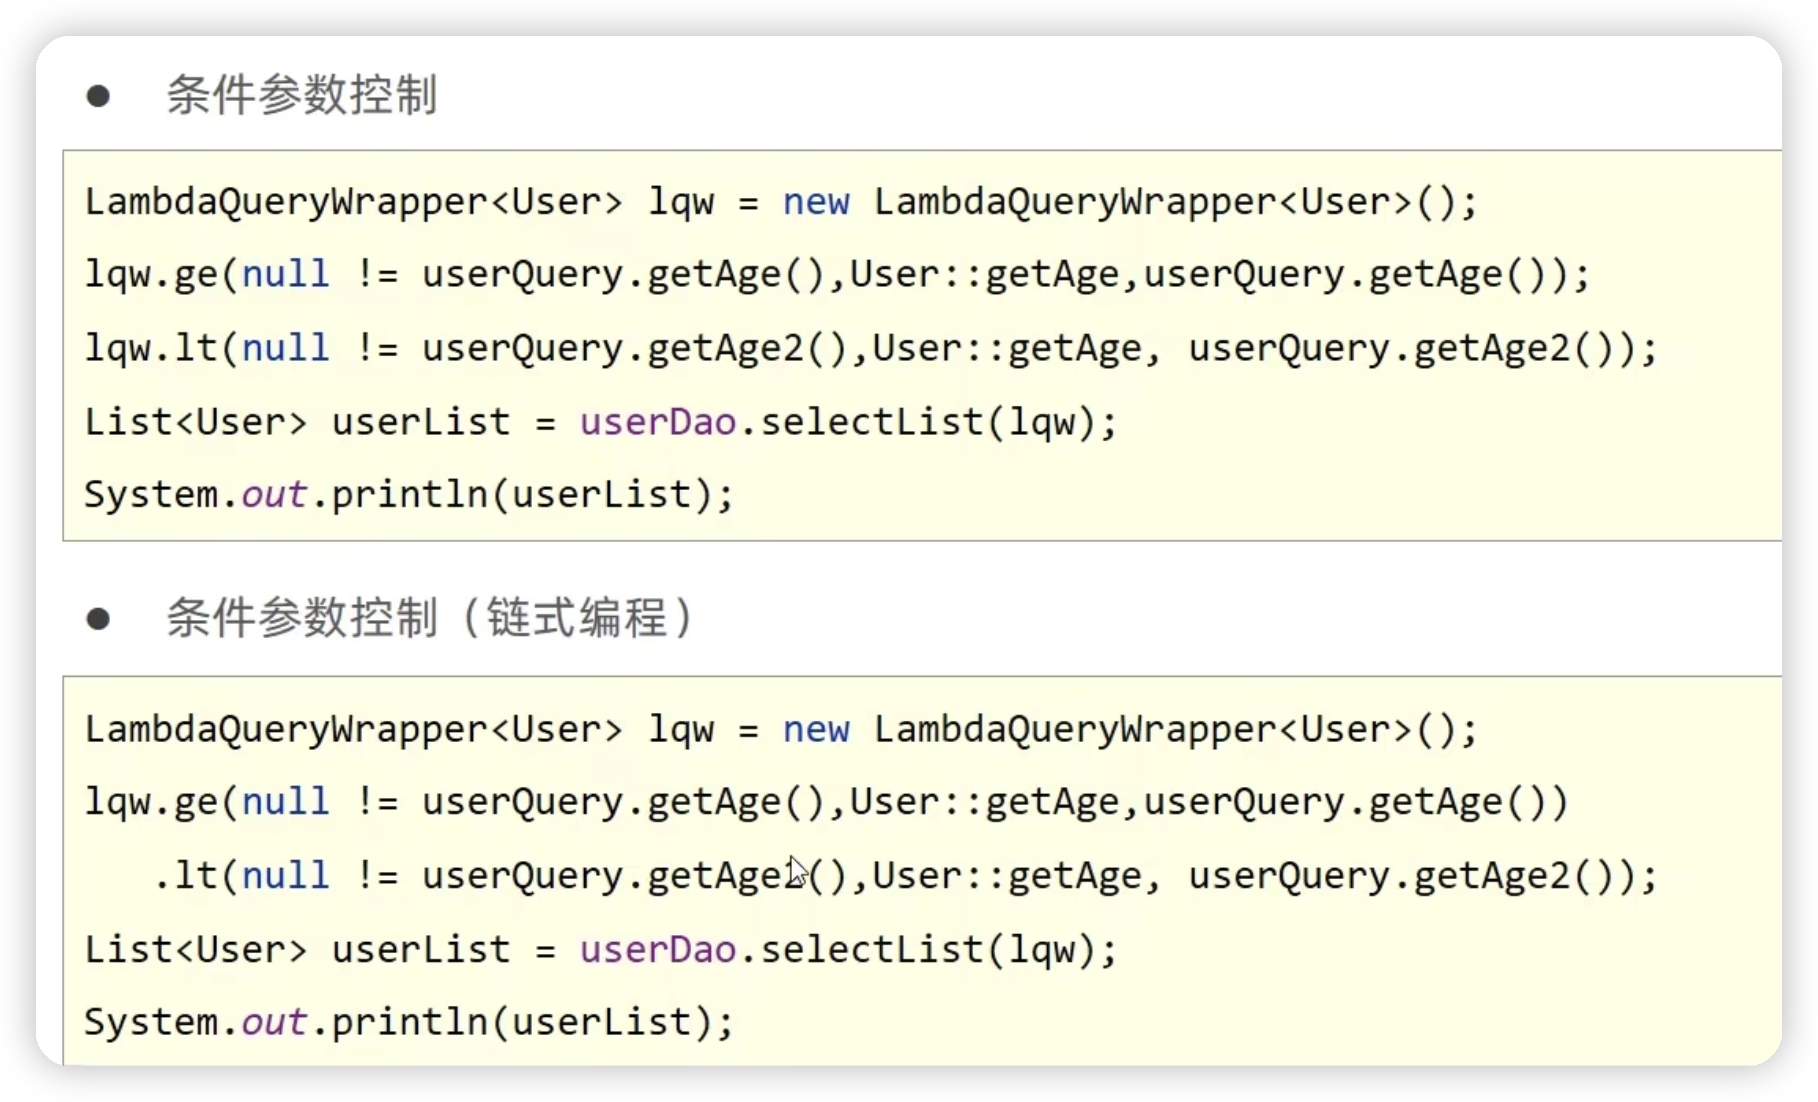 ● 条件参数控制
LambdaQueryWrapper<User> lqw = new LambdaQueryWrapper<User>();
lqw.ge(null != userQuery.getAge(),User::getAge,userQuery.getAge());
lqw.lt(null != userQuery.getAge2(),User::getAge, userQuery.getAge2());
List<User> userList = userDao.selectList(lqw);
System.out.println(userList);
● 条件参数控制（链式编程）
LambdaQueryWrapper<User> lqw = new LambdaQueryWrapper<User>();
lqw.ge(null != userQuery.getAge(),User::getAge,userQuery.getAge())
   .lt(null != userQuery.getAge2(),User::getAge, userQuery.getAge2());
List<User> userList = userDao.selectList(lqw);
System.out.println(userList);